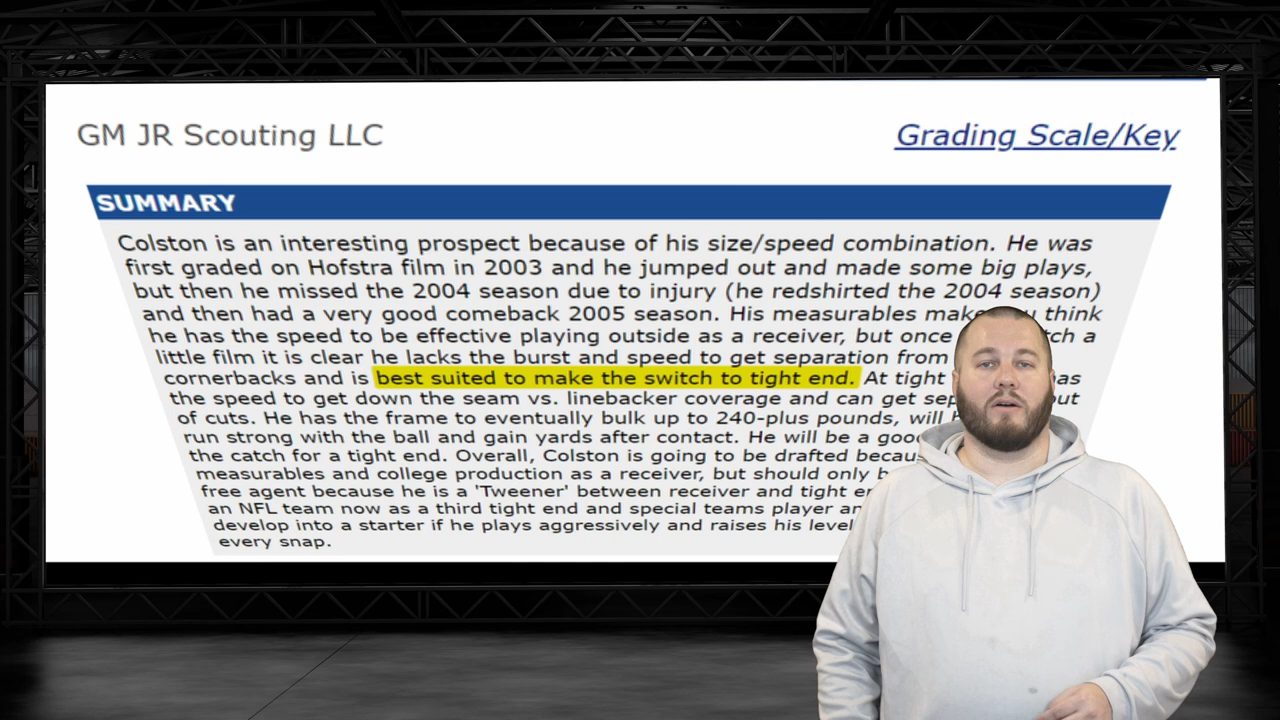 GM JR Scouting LLC
Grading Scale/Key
SUMMARY
Colston is an interesting prospect because of his size/speed combination. He was
first graded on Hofstra film in 2003 and he jumped out and made some big plays,
but then he missed the 2004 season due to injury (he redshirted the 2004 season)
and then had a very good comeback 2005 season. His measurables make think
he has the speed to be effective playing outside as a receiver, but once a
little film it is clear he lacks the burst and speed to get separation from
cornerbacks and is best suited to make the switch to tight end. At tight
the speed to get down the seam vs. linebacker coverage and can get
of cuts. He has the frame to eventually bulk up to 240-plus pounds, will
run strong with the ball and gain yards after contact. He will be a
the catch for a tight end. Overall, Colston is going to be drafted
measurables and college production as a receiver, but should only
free agent because he is a 'Tweener' between receiver and tight
an NFL team now as a third tight end and special teams player
develop into a starter if he plays aggressively and raises his level
every snap.